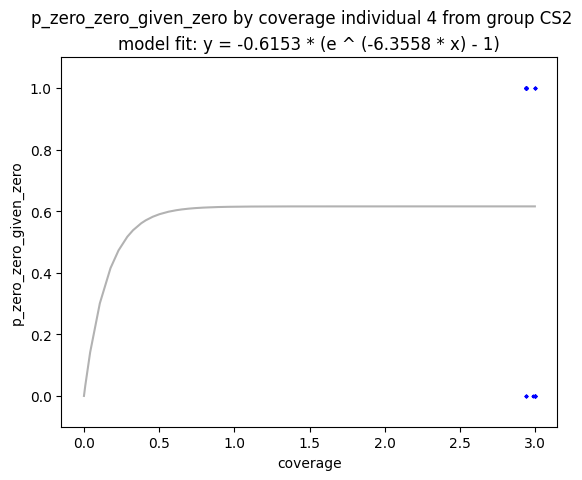 p_zero_zero_given_zero by coverage individual 4 from group CS2
model fit: y = -0.6153 * (e ^ (-6.3558 * x) - 1)
1.0
0.8
0.6
0.4
0.2
0.0
p_zero_zero_given_zero
0.0 0.5 1.0 1.5 2.0 2.5 3.0
coverage